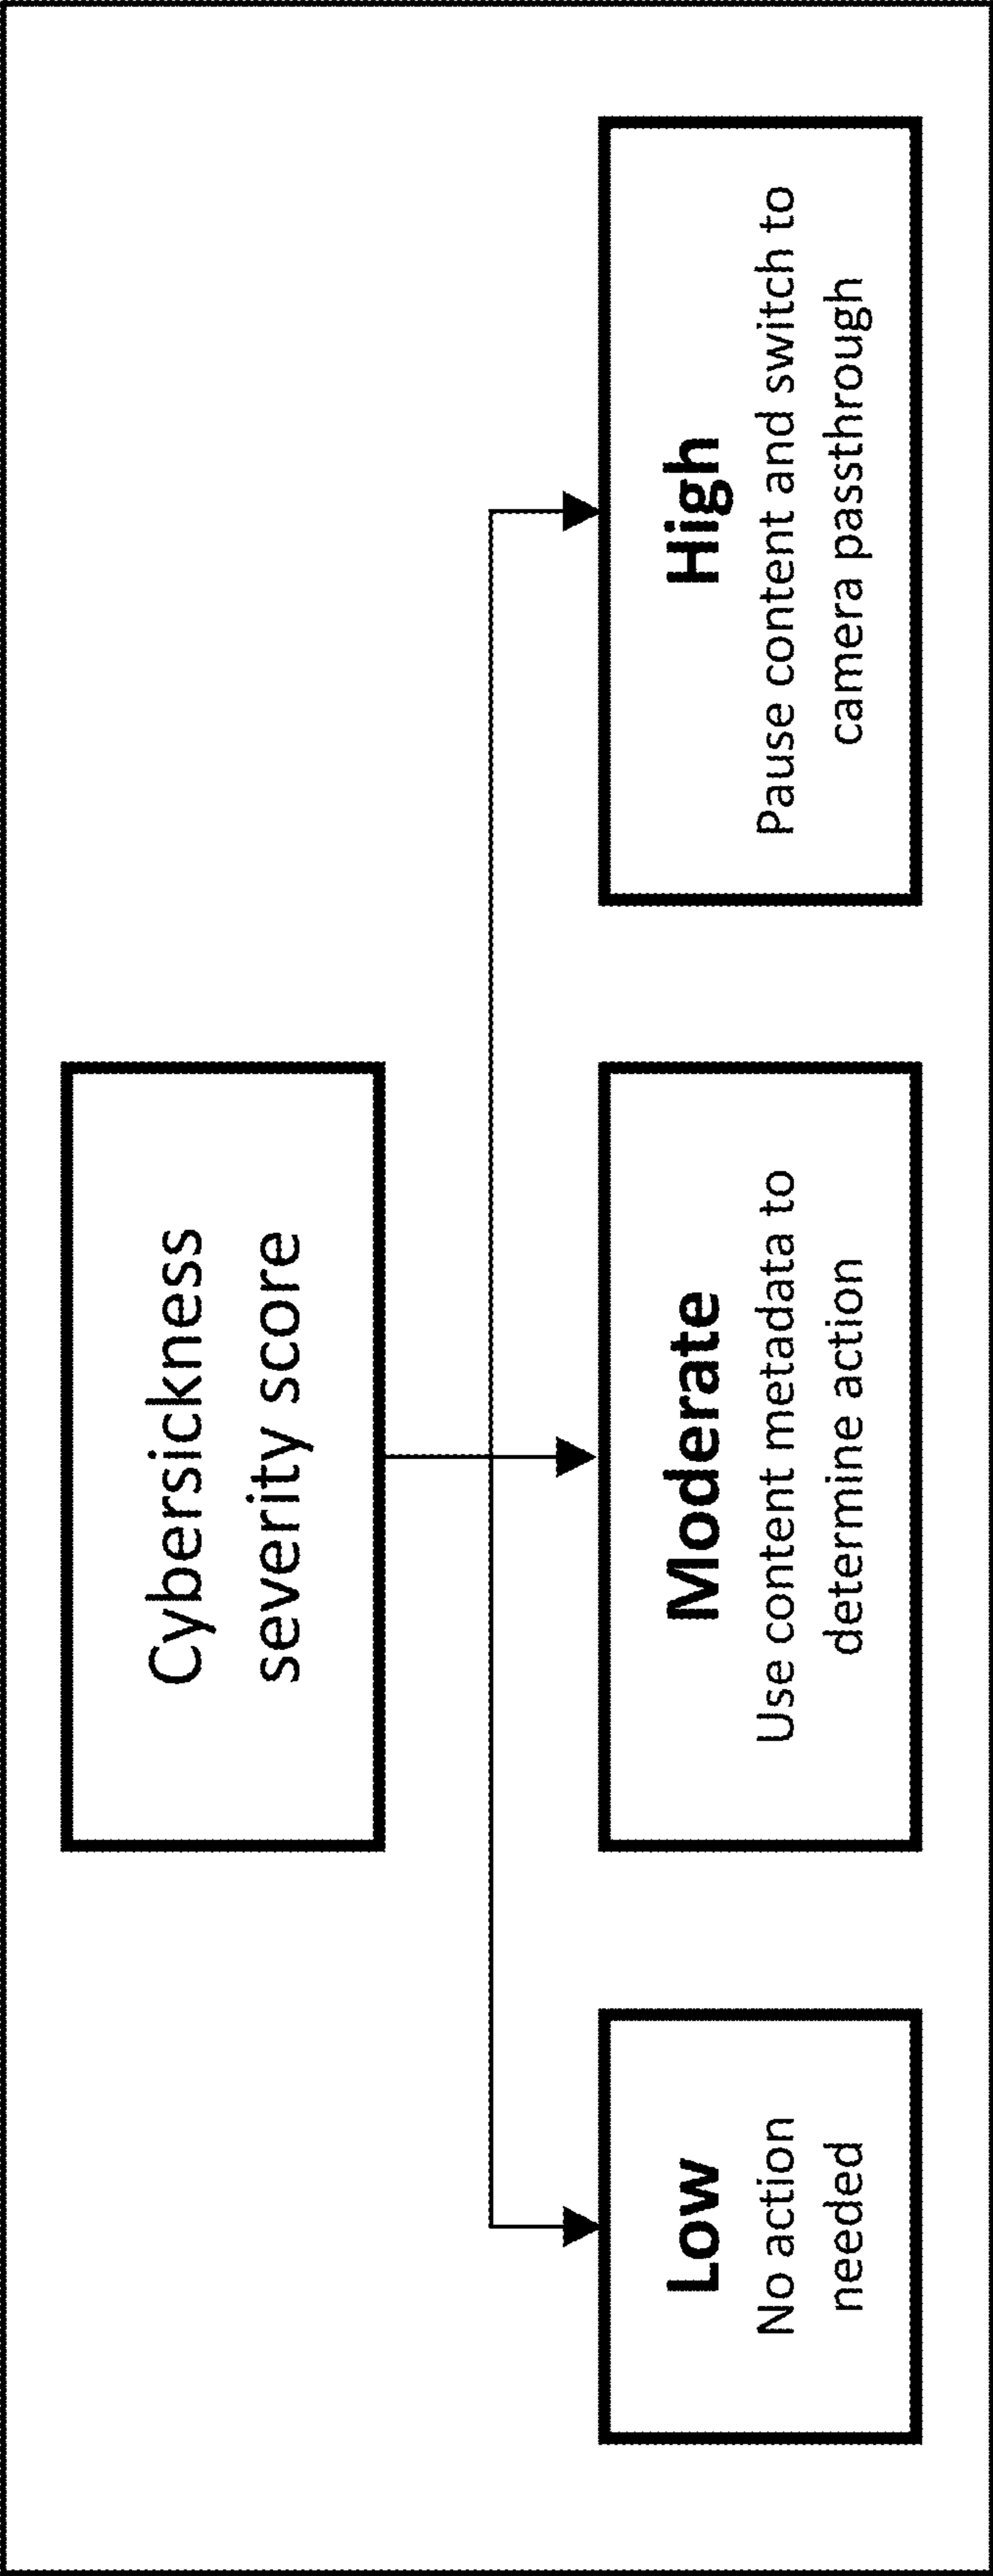 Cybersickness
severity score
Low
No action
needed
Moderate
Use content metadata to
determine action
High
Pause content and switch to
camera passthrough